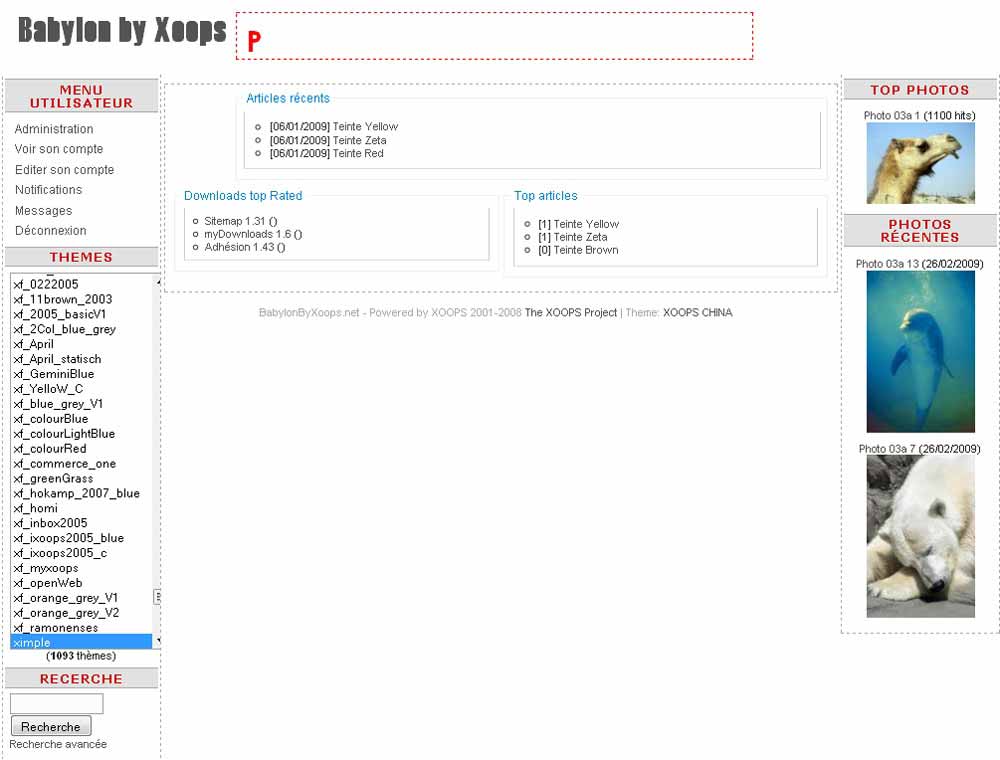 Babylon by Xoops
P
MENU
UTILISATEUR
Administration
Voir son compte
Editer son compte
Notifications
Messages
Déconnexion
THEMES
xf_0222005
xf_11brown_2003
xf_2005_basicV1
xf_2Col_blue_grey
xf_April
xf_April_statisch
xf_GeminiBlue
xf_YelloW_C
xf_blue_grey_V1
xf_colourBlue
xf_colourLightBlue
xf_colourRed
xf_commerce_one
xf_greenGrass
xf_hokamp_2007_blue
xf_homi
xf_inbox2005
xf_ixoops2005_blue
xf_ixoops2005_c
xf_myxoops
xf_openWeb
xf_orange_grey_V1
xf_orange_grey_V2
xf_ramonenses
ximple
(1093 thèmes)
RECERCHE
Recherche
Recherche avancée
Articles récents
[06/01/2009] Teinte Yellow
[06/01/2009] Teinte Zeta
[06/01/2009] Teinte Red
Downloads top Rated
Sitemap 1.31 ()
myDownloads 1.6 ()
Adhésion 1.43 ()
Top articles
[1] Teinte Yellow
[1] Teinte Zeta
[0] Teinte Brown
BabylonByXoops.net - Powered by XOOPS 2001-2008 The XOOPS Project | Theme: XOOPS CHINA
TOP PHOTOS
Photo 03a 1 (1100 hits)
PHOTOS
RÉCENTES
Photo 03a 13 (26/02/2009)
Photo 03a 7 (26/02/2009)